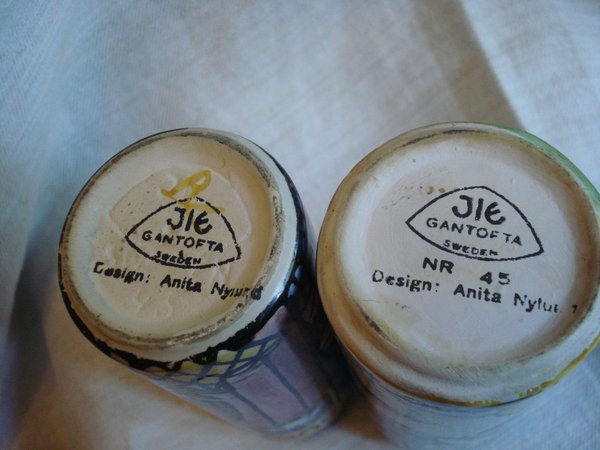 JIE
GANTOFTA
SWEDEN
Design: Anita Nylund
JIE
GANTOFTA
SWEDEN
NR 45
Design: Anita